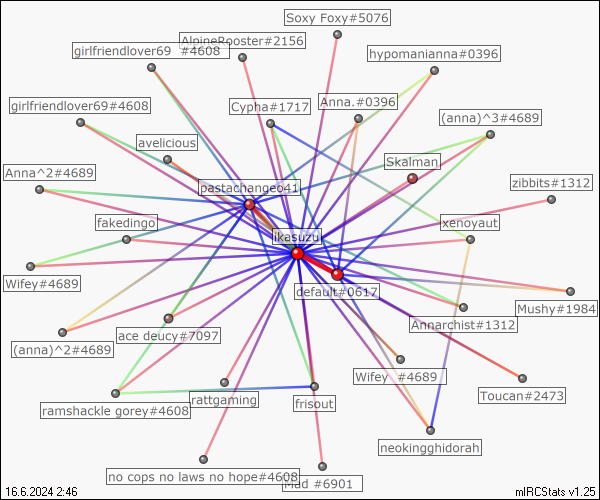 Soxy Foxy#5076
AlpineRooster#2156
girlfriendlover69  #4608
hypomanianna#0396
girlfriendlover69#4608
Cypha#1717
Anna.#0396
(anna)^3#4689
avelicious
Anna^2#4689
pastachangeo41
Skalman
zibbits#1312
fakedingo
ikasuzu
xenoyaut
Wifey#4689
default#0617
Mushy#1984
Annarchist#1312
(anna)^2#4689
ace deucy#7097
Wifey  #4689
Toucan#2473
ramshackle gorey#4608
rattgaming
frisout
neokingghidorah
no cops no laws no hope#4608
Mad #6901
16.6.2024 2:46
mIRCStats v1.25